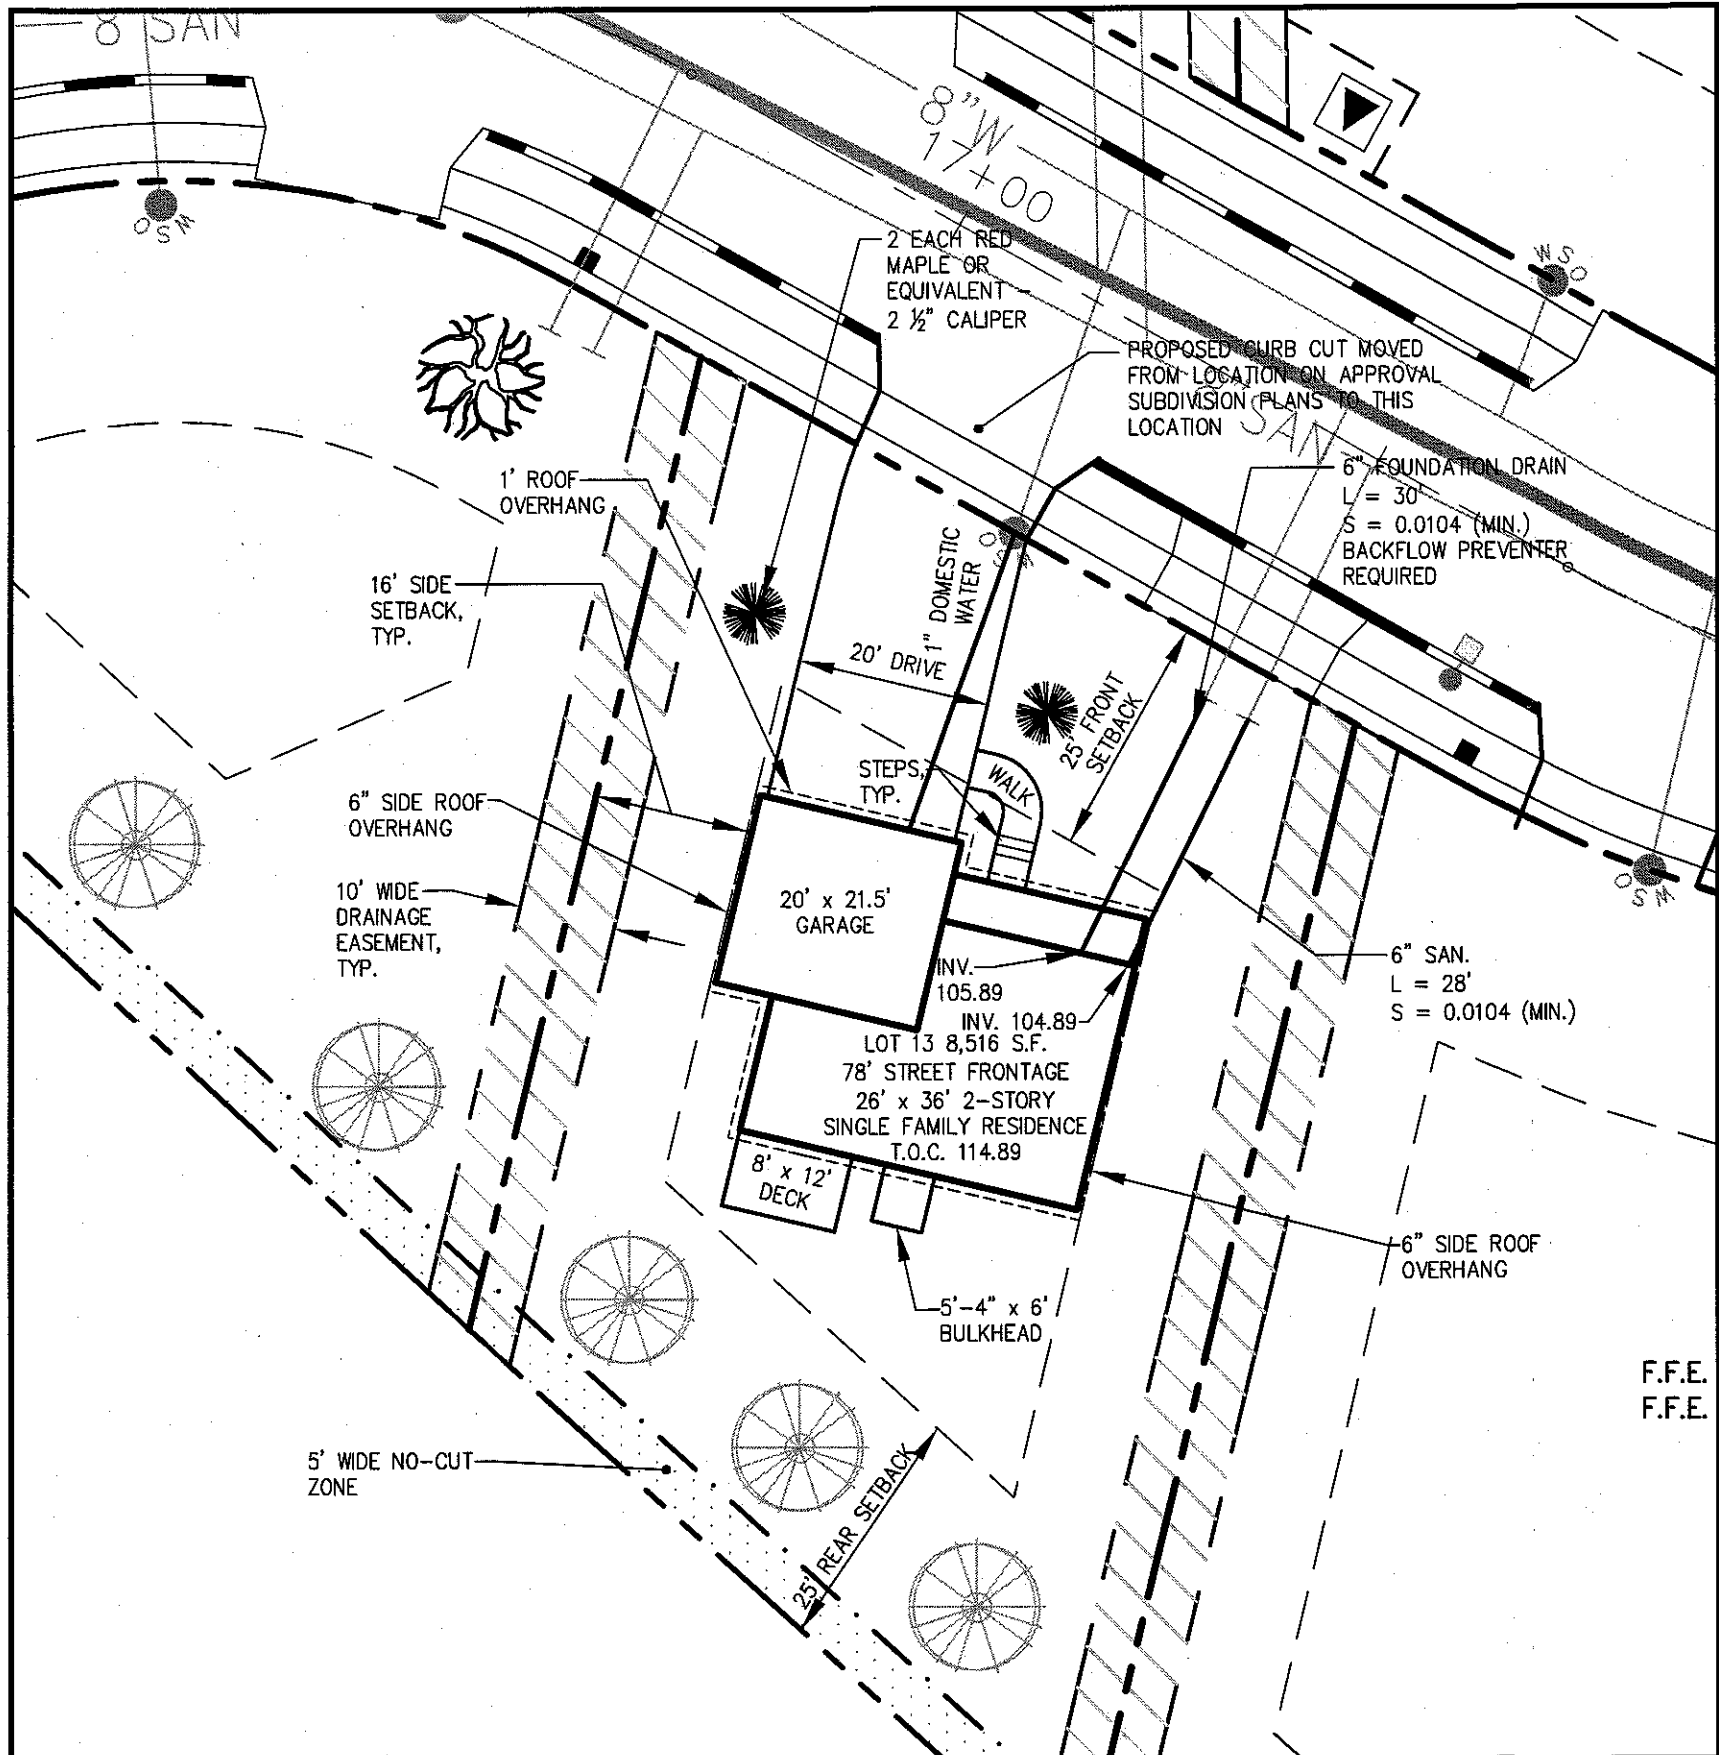 8 SAN
8"W
17+00
OSM
WSO
2 EACH RED
MAPLE OR
EQUIVALENT -
2 ½" CALIPER
PROPOSED CURB CUT MOVED
FROM LOCATION ON APPROVAL
SUBDIVISION PLANS TO THIS
LOCATION
SAN
1' ROOF
OVERHANG
6" FOUNDATION DRAIN
L = 30'
S = 0.0104 (MIN.)
BACKFLOW PREVENTER
REQUIRED
1" DOMESTIC
WATER
16' SIDE
SETBACK,
TYP.
20' DRIVE
25' FRONT
SETBACK
STEPS,
TYP.
WALK
6" SIDE ROOF
OVERHANG
10' WIDE
DRAINAGE
EASEMENT,
TYP.
20' x 21.5'
GARAGE
OSM
INV.
105.89
INV. 104.89
6" SAN.
L = 28'
S = 0.0104 (MIN.)
LOT 13 8,516 S.F.
78' STREET FRONTAGE
26' x 36' 2-STORY
SINGLE FAMILY RESIDENCE
T.O.C. 114.89
8' x 12'
DECK
6" SIDE ROOF
OVERHANG
5'-4" x 6'
BULKHEAD
F.F.E.
F.F.E.
5' WIDE NO-CUT
ZONE
25' REAR SETBACK